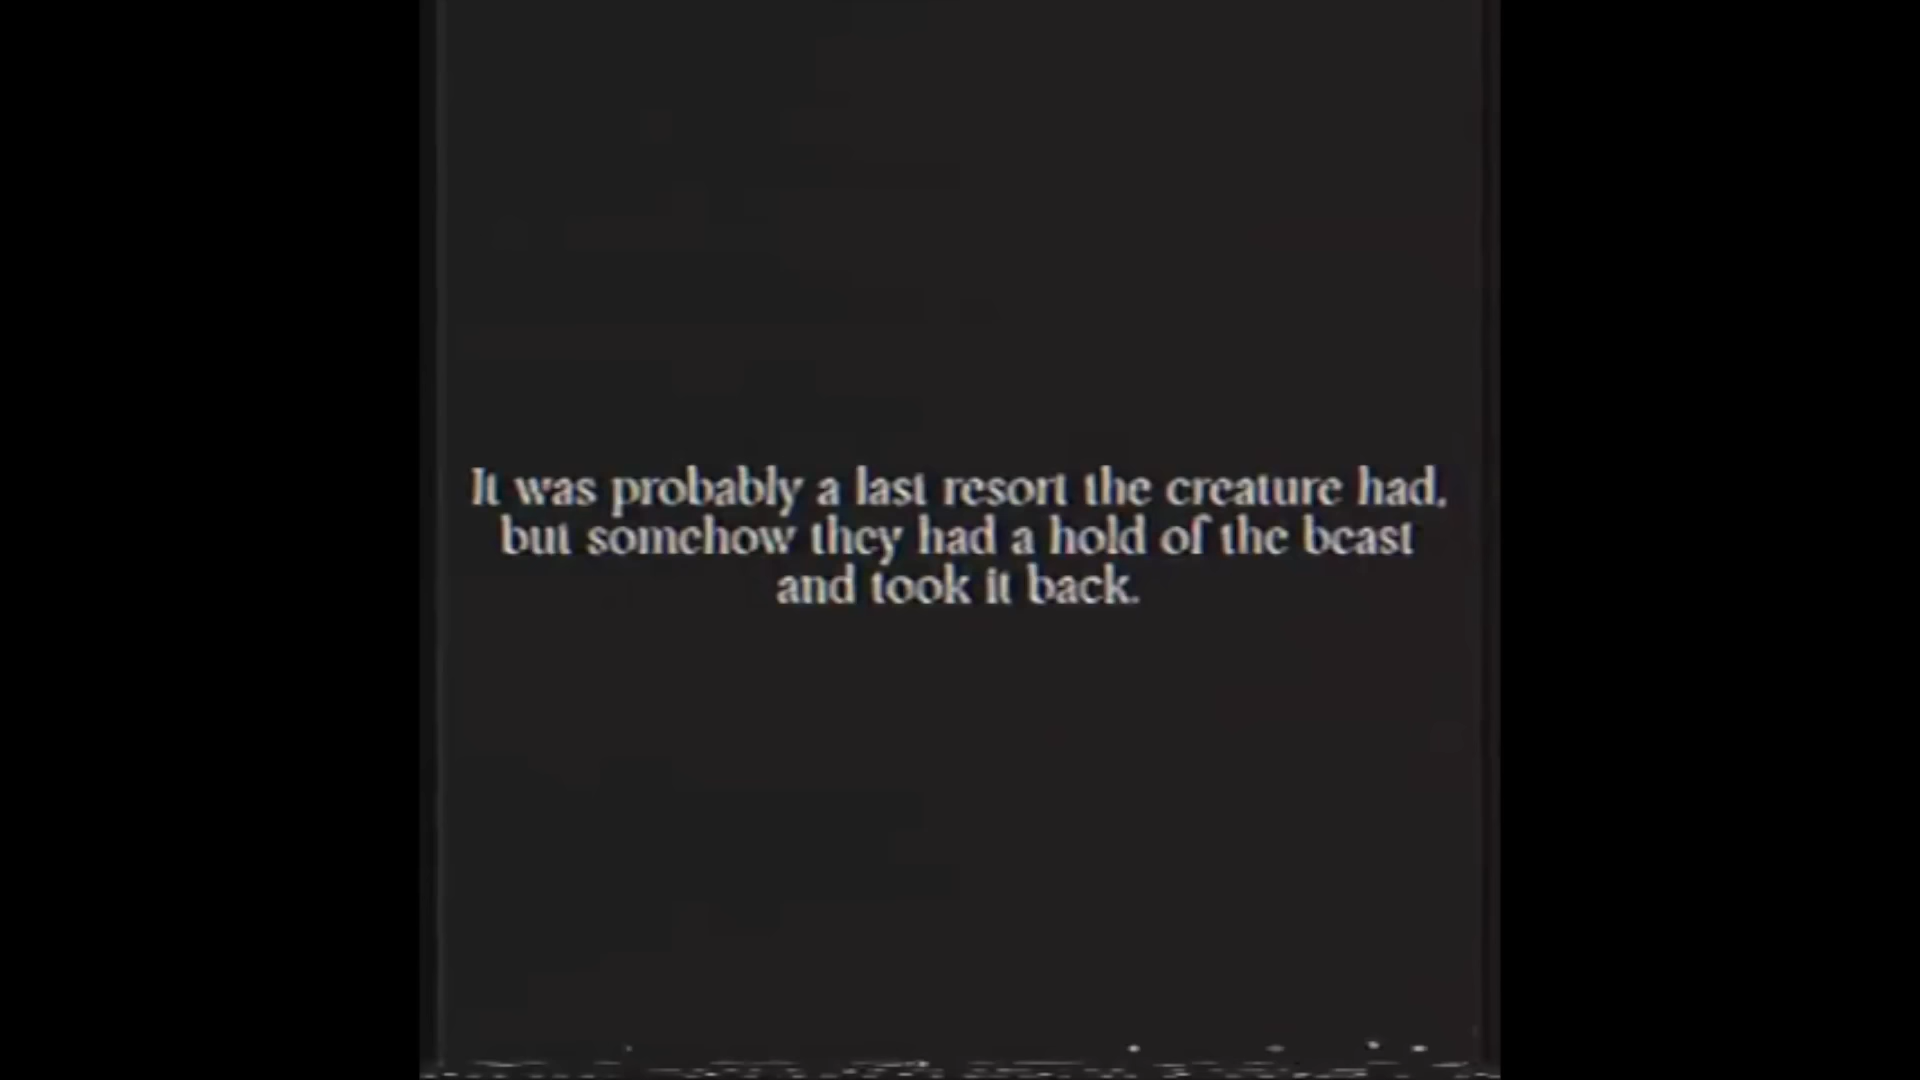 It was probably a last resort the creature had,
but somehow they had a hold of the beast
and took it back.